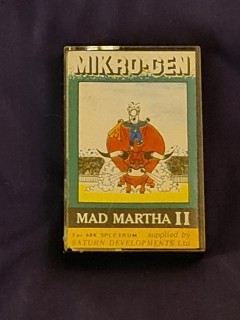 MIKRO-GEN
MAD MARTHA II
For 48K SPECTRUM supplied by
SATURN DEVELOPMENTS Ltd